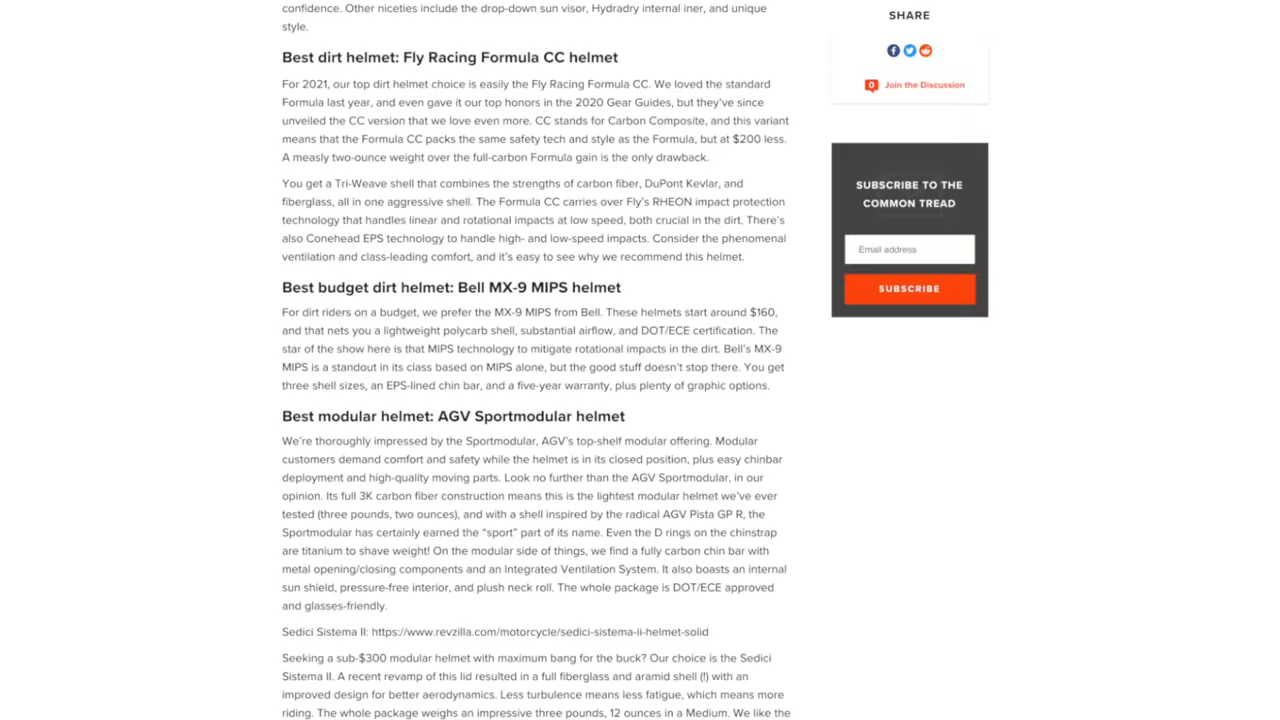 confidence. Other niceties include the drop-down sun visor, Hydradry internal iner, and unique
style.
Best dirt helmet: Fly Racing Formula CC helmet
For 2021, our top dirt helmet choice is easily the Fly Racing Formula CC. We loved the standard
Formula last year, and even gave it our top honors in the 2020 Gear Guides, but they've since
unveiled the CC version that we love even more. CC stands for Carbon Composite, and this variant
means that the Formula CC packs the same safety tech and style as the Formula, but at $200 less.
A measly two-ounce weight over the full-carbon Formula gain is the only drawback.
You get a Tri-Weave shell that combines the strengths of carbon fiber, DuPont Kevlar, and
fiberglass, all in one aggressive shell. The Formula CC carries over Fly's RHEON impact protection
technology that handles linear and rotational impacts at low speed, both crucial in the dirt. There's
also Conehead EPS technology to handle high- and low-speed impacts. Consider the phenomenal
ventilation and class-leading comfort, and it's easy to see why we recommend this helmet.
Best budget dirt helmet: Bell MX-9 MIPS helmet
For dirt riders on a budget, we prefer the MX-9 MIPS from Bell. These helmets start around $160,
and that nets you a lightweight polycarb shell, substantial airflow, and DOT/ECE certification. The
star of the show here is that MIPS technology to mitigate rotational impacts in the dirt. Bell's MX-9
MIPS is a standout in its class based on MIPS alone, but the good stuff doesn't stop there. You get
three shell sizes, an EPS-lined chin bar, and a five-year warranty, plus plenty of graphic options.
Best modular helmet: AGV Sportmodular helmet
We're thoroughly impressed by the Sportmodular, AGV's top-shelf modular offering. Modular
customers demand comfort and safety while the helmet is in its closed position, plus easy chinbar
deployment and high-quality moving parts. Look no further than the AGV Sportmodular, in our
opinion. Its full 3K carbon fiber construction means this is the lightest modular helmet we've ever
tested (three pounds, two ounces), and with a shell inspired by the radical AGV Pista GP R, the
Sportmodular has certainly earned the "sport" part of its name. Even the D rings on the chinstrap
are titanium to shave weight! On the modular side of things, we find a fully carbon chin bar with
metal opening/closing components and an Integrated Ventilation System. It also boasts an internal
sun shield, pressure-free interior, and plush neck roll. The whole package is DOT/ECE approved
and glasses-friendly.
Sedici Sistema II: https://www.revzilla.com/motorcycle/sedici-sistema-ii-helmet-solid
Seeking a sub-$300 modular helmet with maximum bang for the buck? Our choice is the Sedici
Sistema II. A recent revamp of this lid resulted in a full fiberglass and aramid shell (!) with an
improved design for better aerodynamics. Less turbulence means less fatigue, which means more
riding. The whole package weighs an impressive three pounds, 12 ounces in a Medium. We like the
SHARE
0 Join the Discussion
SUBSCRIBE TO THE
COMMON TREAD
Email address
SUBSCRIBE